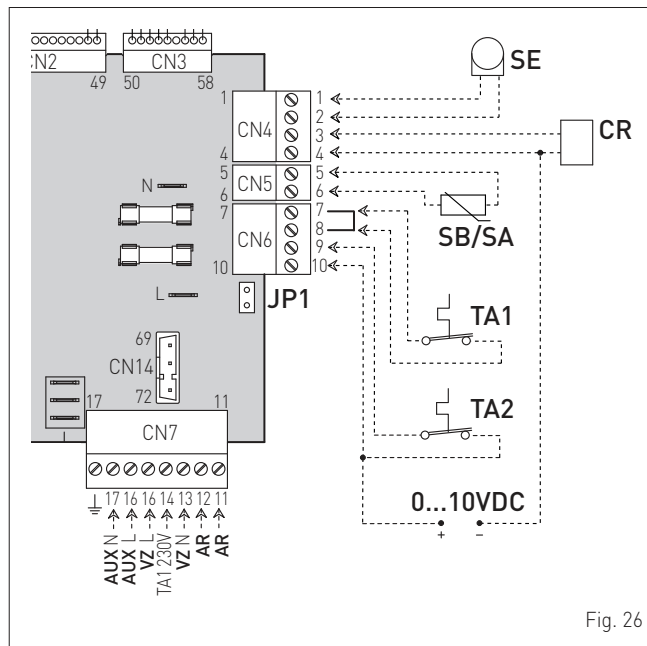 CN2
CN3
49
50
58
SE
1
1
2
CN4
3
CR
4
4
5
5
CN5
6
6
N
7
7
8
CN6
9
SB/SA
10
10
L
JP1
TA1
69
CN14
72
TA2
17
11
CN7
0...10VDC
+ -
17 16 16 14 13 12 11
AUX N
AUX L
VZ L
TA1 230V
VZ N
AR
AR
Fig. 26